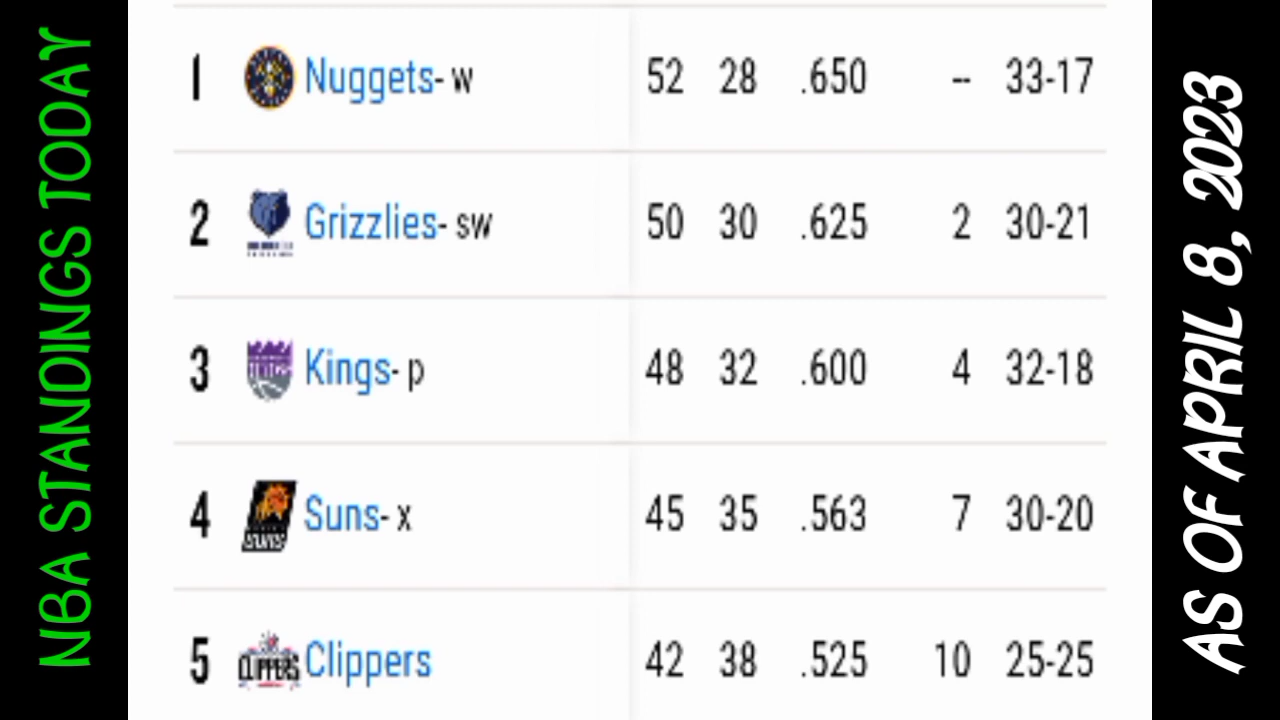 NBA STANDINGS TODAY
1 Nuggets- w 52 28 .650 -- 33-17
2 Grizzlies- sw 50 30 .625 2 30-21
3 Kings- p 48 32 .600 4 32-18
4 Suns- x 45 35 .563 7 30-20
SUNS
5 CLIPPERS Clippers 42 38 .525 10 25-25
AS OF APRIL 8, 2023